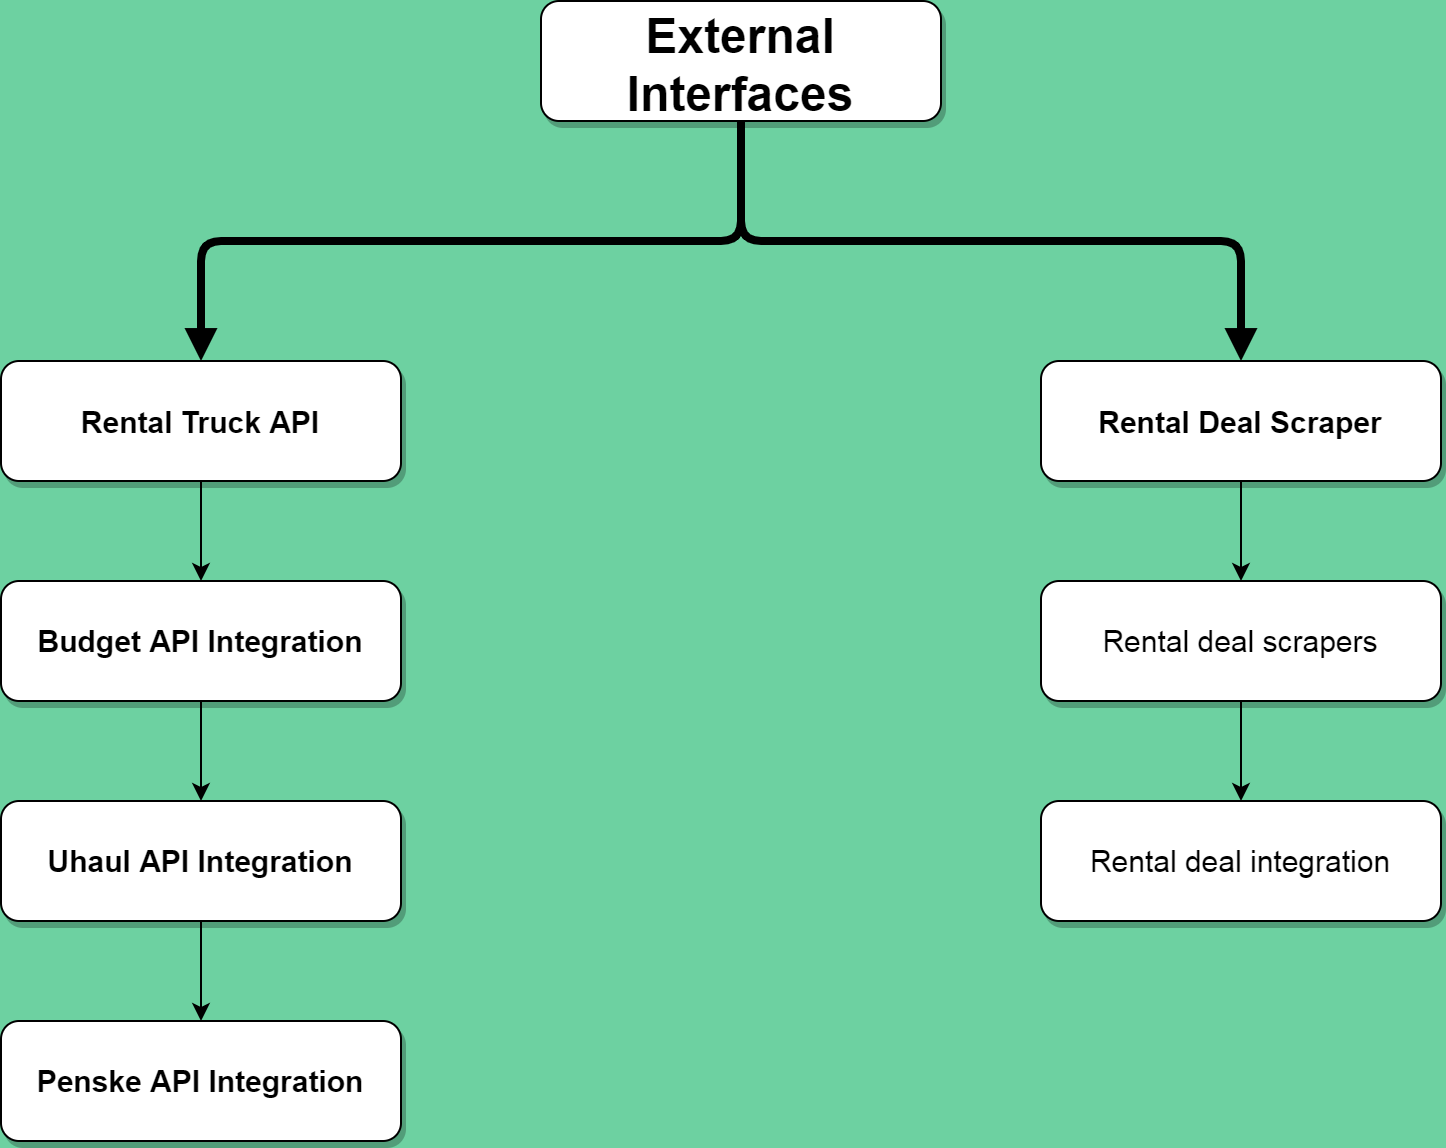 External
Interfaces
Rental Truck API
Budget API Integration
Uhaul API Integration
Penske API Integration
Rental Deal Scraper
Rental deal scrapers
Rental deal integration